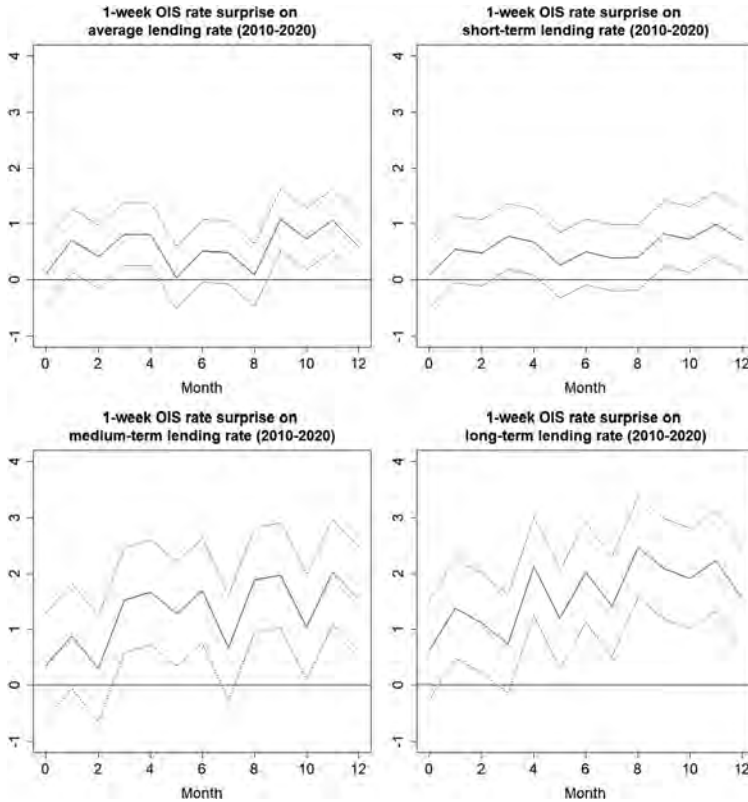 1-week OIS rate surprise on
average lending rate (2010-2020)
4
3
2
1
0
-1
0 2 4 6 8 10 12
Month
1-week OIS rate surprise on
short-term lending rate (2010-2020)
4
3
2
1
0
-1
0 2 4 6 8 10 12
Month
1-week OIS rate surprise on
medium-term lending rate (2010-2020)
4
3
2
1
0
-1
0 2 4 6 8 10 12
Month
1-week OIS rate surprise on
long-term lending rate (2010-2020)
4
3
2
1
0
-1
0 2 4 6 8 10 12
Month